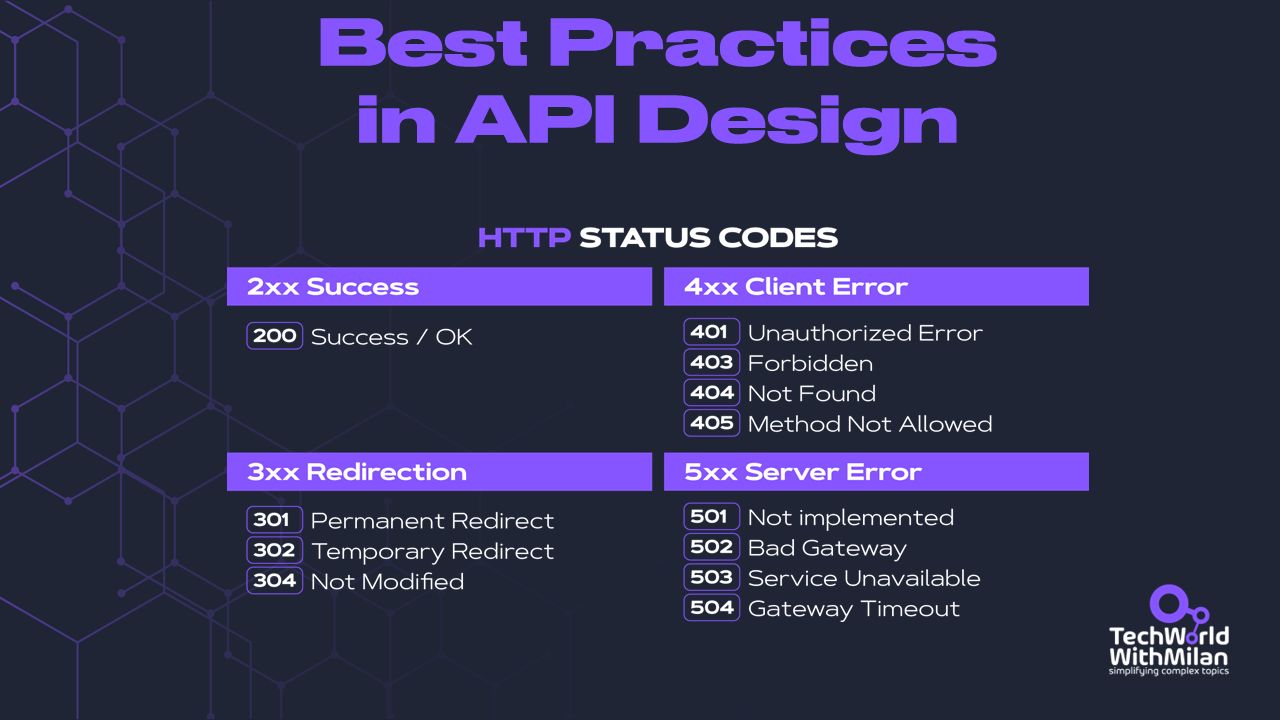 Best Practices
in API Design
HTTP STATUS CODES
2xx Success
200 Success / OK
4xx Client Error
401 Unauthorized Error
403 Forbidden
404 Not Found
405 Method Not Allowed
3xx Redirection
301 Permanent Redirect
302 Temporary Redirect
304 Not Modified
5xx Server Error
501 Not implemented
502 Bad Gateway
503 Service Unavailable
504 Gateway Timeout
TechWorld
WithMilan
simplifying complex topics